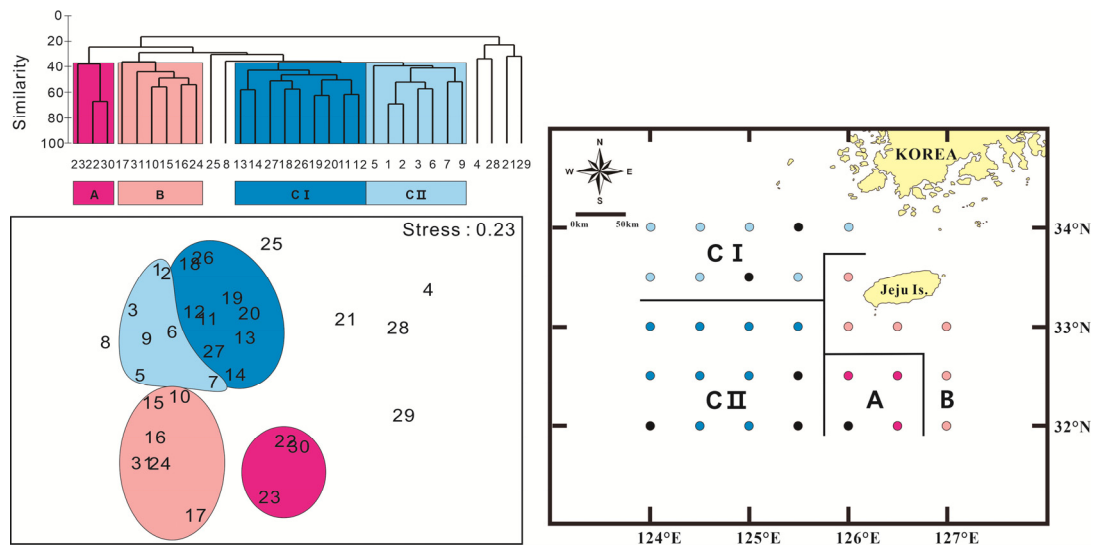 0
20
40
60
80
100
Similarity
23 22 30 17 31 10 15 16 24 25 8 13 14 27 18 26 19 20 11 12 5 1 2 3 6 7 9 4 28 21 29
A
B
C I
C II
Stress : 0.23
25
26
18
1
2
4
3
19
12
11
20
21
28
6
9
13
8
27
5
7
14
15
10
29
16
22
30
31
24
23
17
KOREA
N
W
E
S
0km
50km
34°N
C I
Jeju Is.
33°N
C II
A
B
32°N
124°E
125°E
126°E
127°E